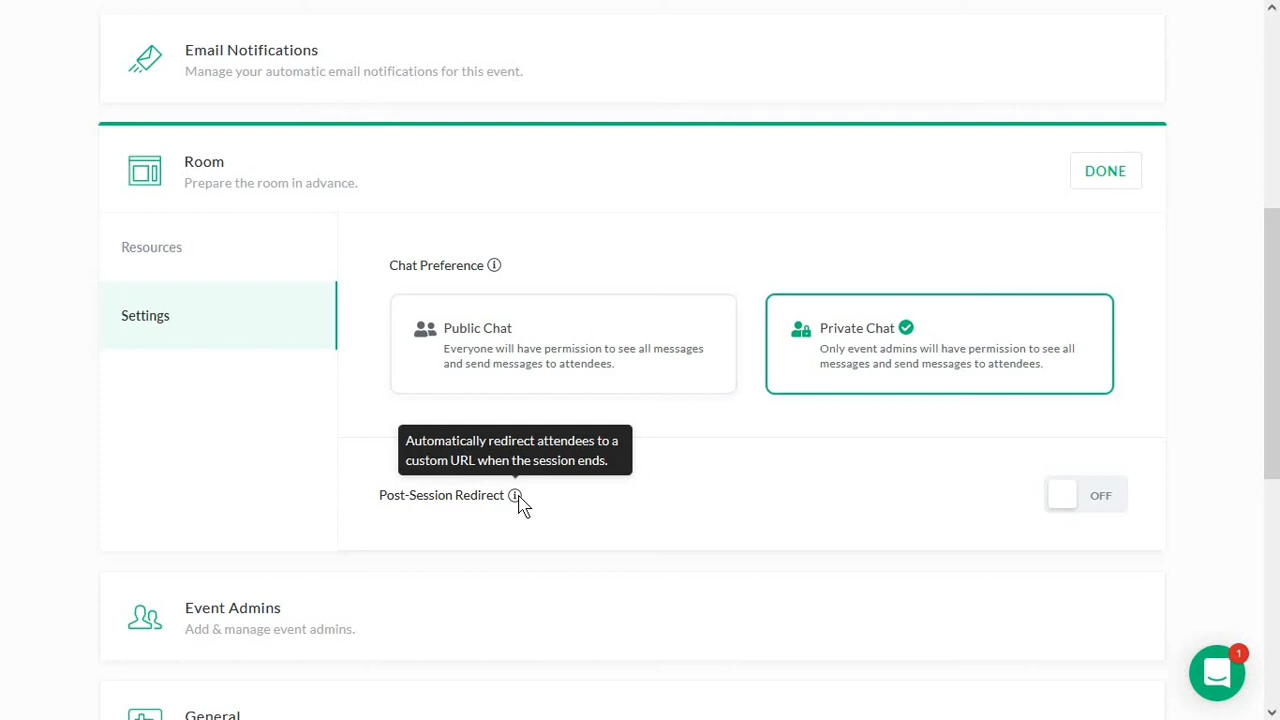 Email Notifications
Manage your automatic email notifications for this event.
Room
Prepare the room in advance.
DONE
Resources
Settings
Chat Preference
Public Chat
Everyone will have permission to see all messages
and send messages to attendees.
Private Chat
Only event admins will have permission to see all
messages and send messages to attendees.
Automatically redirect attendees to a
custom URL when the session ends.
Post-Session Redirect
OFF
Event Admins
Add & manage event admins.
1
General